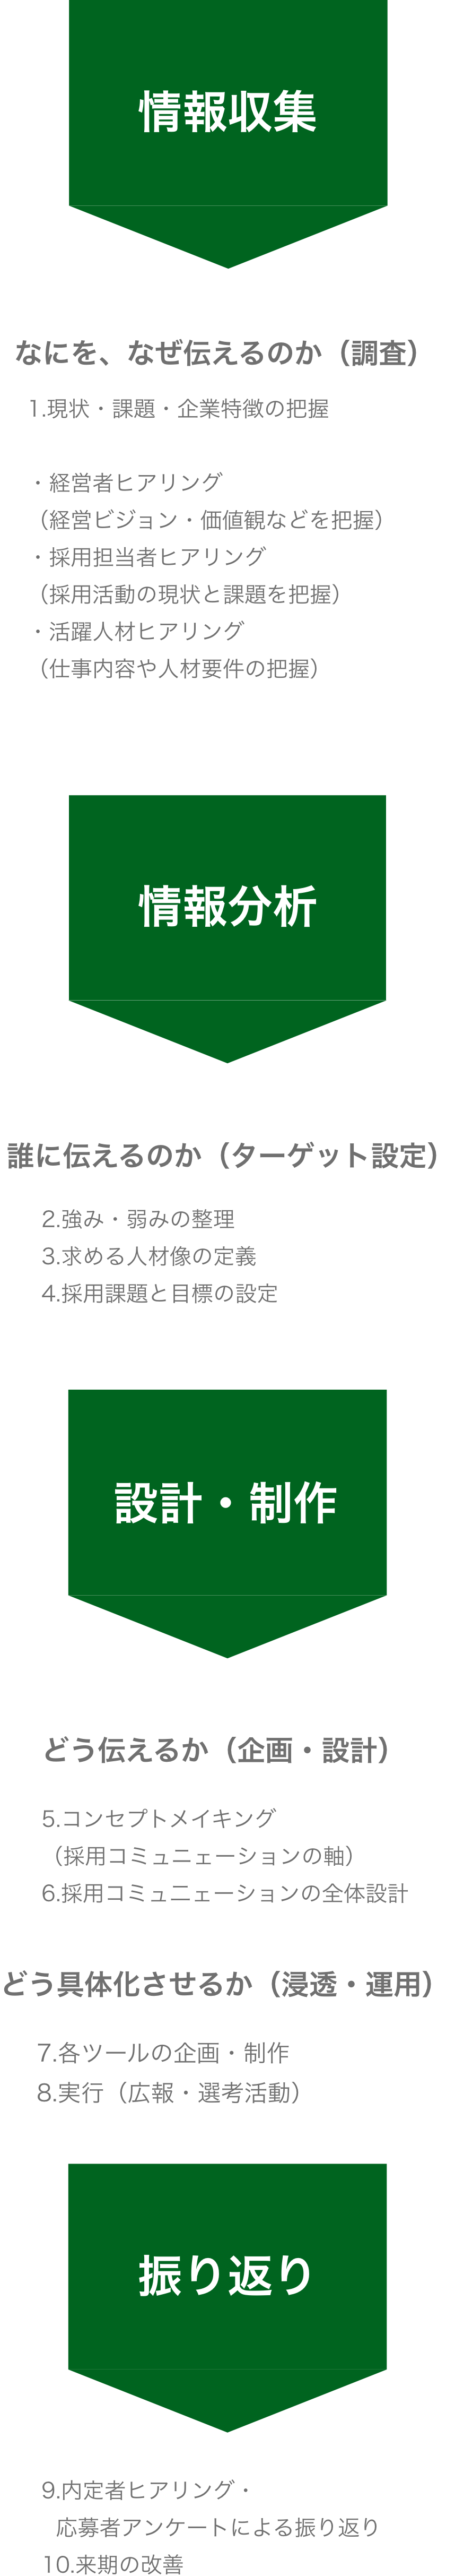 情報収集
なにを、なぜ伝えるのか（調査）
1.現状・課題・企業特徴の把握
・経営者ヒアリング
（経営ビジョン・価値観などを把握）
・採用担当者ヒアリング
（採用活動の現状と課題を把握）
・活躍人材ヒアリング
（仕事内容や人材要件の把握）
情報分析
誰に伝えるのか（ターゲット設定）
2.強み・弱みの整理
3.求める人材像の定義
4.採用課題と目標の設定
設計・制作
どう伝えるか（企画・設計）
5.コンセプトメイキング
（採用コミュニェーションの軸）
6.採用コミュニェーションの全体設計
どう具体化させるか（浸透・運用）
7.各ツールの企画・制作
8.実行（広報・選考活動）
振り返り
9.内定者ヒアリング・
応募者アンケートによる振り返り
10.来期の改善